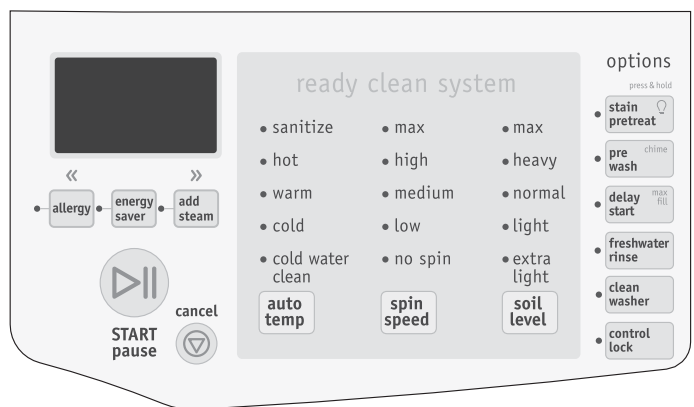 options
ready clean system
press & hold
stain
pretreat
• sanitize
• max
• max
• hot
• high
• heavy
pre
wash
chime
• warm
• medium
• normal
delay
start
max
fill
allergy
energy
saver
add
steam
• cold
• low
• light
freshwater
rinse
• cold water
clean
• no spin
• extra
light
clean
washer
auto
temp
spin
speed
soil
level
cancel
START
pause
control
lock